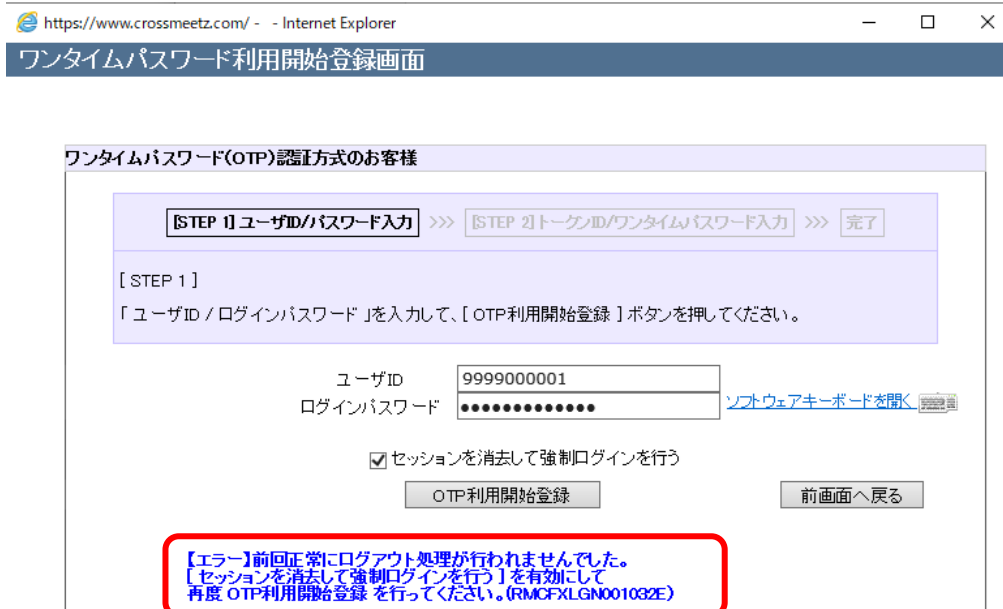 https://www.crossmeetz.com/ - - Internet Explorer
ワンタイムパスワード利用開始登録画面
ワンタイムパスワード(OTP)認証方式のお客様
[STEP 1] ユーザID/パスワード入力 >>> [STEP 2] トークンID/ワンタイムパスワード入力 >>> 完了
[ STEP 1 ]
「 ユーザID / ログインパスワード 」を入力して、[ OTP利用開始登録 ] ボタンを押してください。
ユーザID 9999000001
ログインパスワード ●●●●●●●●●●●●● ソフトウェアキーボードを開く
セッションを消去して強制ログインを行う
OTP利用開始登録 前画面へ戻る
【エラー】前回正常にログアウト処理が行われませんでした。
[ セッションを消去して強制ログインを行う ] を有効にして
再度 OTP利用開始登録 を行ってください。(RMCFXLGN001032E)